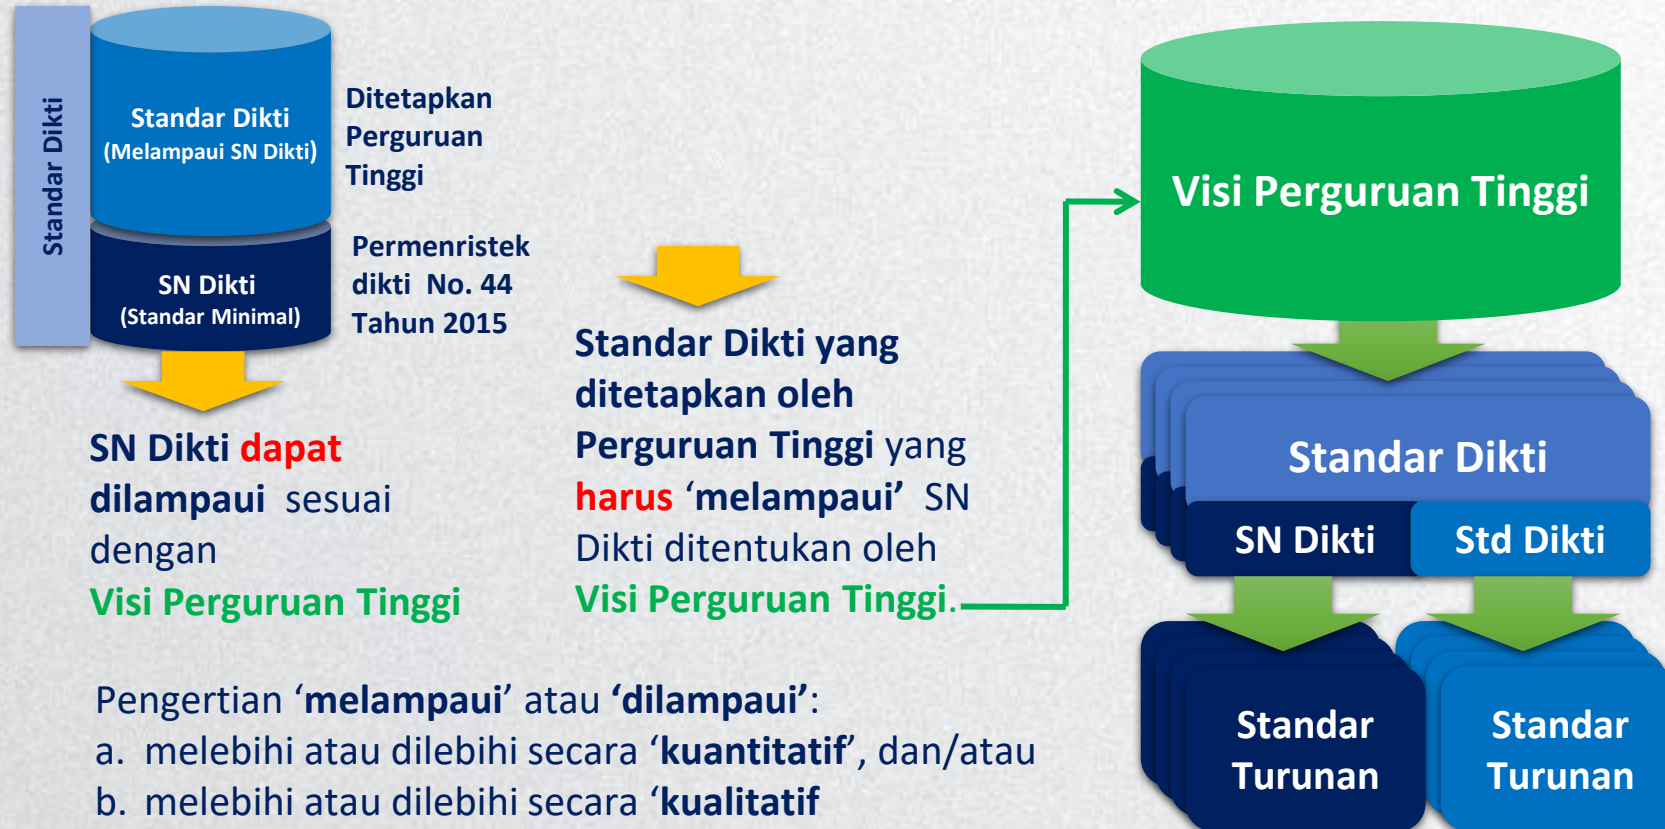 Standar Dikti
Standar Dikti
(Melampaui SN Dikti)
Ditetapkan
Perguruan
Tinggi
SN Dikti
(Standar Minimal)
Permenristek
dikti No. 44
Tahun 2015
SN Dikti dapat
dilampaui sesuai
dengan
Visi Perguruan Tinggi
Standar Dikti yang
ditetapkan oleh
Perguruan Tinggi yang
harus ‘melampaui’ SN
Dikti ditentukan oleh
Visi Perguruan Tinggi.
Visi Perguruan Tinggi
Standar Dikti
SN Dikti
Std Dikti
Standar
Turunan
Standar
Turunan
Pengertian ‘melampaui’ atau ‘dilampaui’:
a. melebihi atau dilebihi secara ‘kuantitatif’, dan/atau
b. melebihi atau dilebihi secara ‘kualitatif